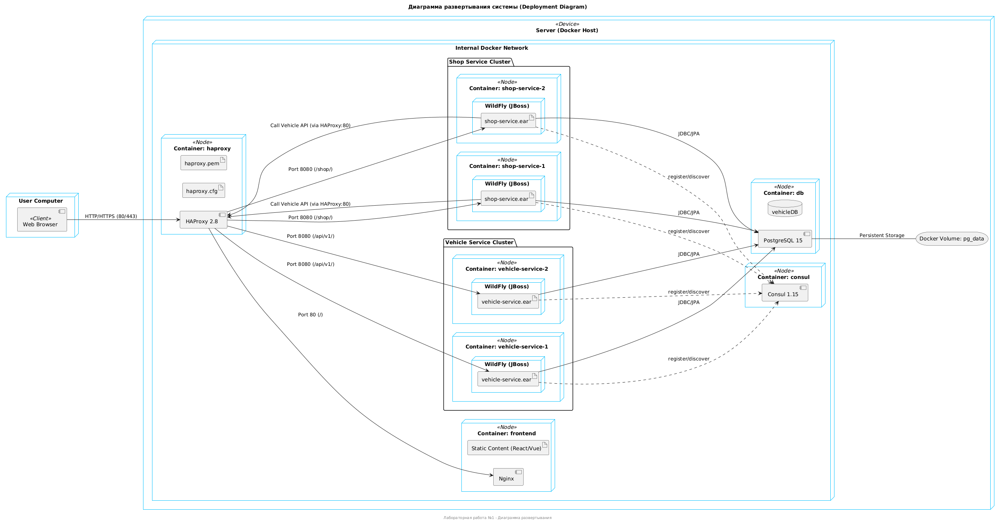 Диаграмма развертывания системы (Deployment Diagram)
«Device»
Server (Docker Host)
Internal Docker Network
User Computer
«Client»
Web Browser
HTTP/HTTPS (80/443)
«Node»
Container: haproxy
haproxy.pem
haproxy.cfg
HAProxy 2.8
Call Vehicle API (via HAProxy:80)
Port 8080 (/shop/)
Call Vehicle API (via HAProxy:80)
Port 8080 (/shop/)
Port 8080 (/api/v1/)
Port 8080 (/api/v1/)
Port 80 (/)
Shop Service Cluster
«Node»
Container: shop-service-2
WildFly (JBoss)
shop-service.ear
«Node»
Container: shop-service-1
WildFly (JBoss)
shop-service.ear
Vehicle Service Cluster
«Node»
Container: vehicle-service-2
WildFly (JBoss)
vehicle-service.ear
«Node»
Container: vehicle-service-1
WildFly (JBoss)
vehicle-service.ear
«Node»
Container: frontend
Static Content (React/Vue)
Nginx
JDBC/JPA
register/discover
JDBC/JPA
register/discover
JDBC/JPA
register/discover
JDBC/JPA
register/discover
«Node»
Container: db
vehicleDB
PostgreSQL 15
«Node»
Container: consul
Consul 1.15
Persistent Storage
Docker Volume: pg_data
Лабораторная работа №1 - Диаграмма развертывания